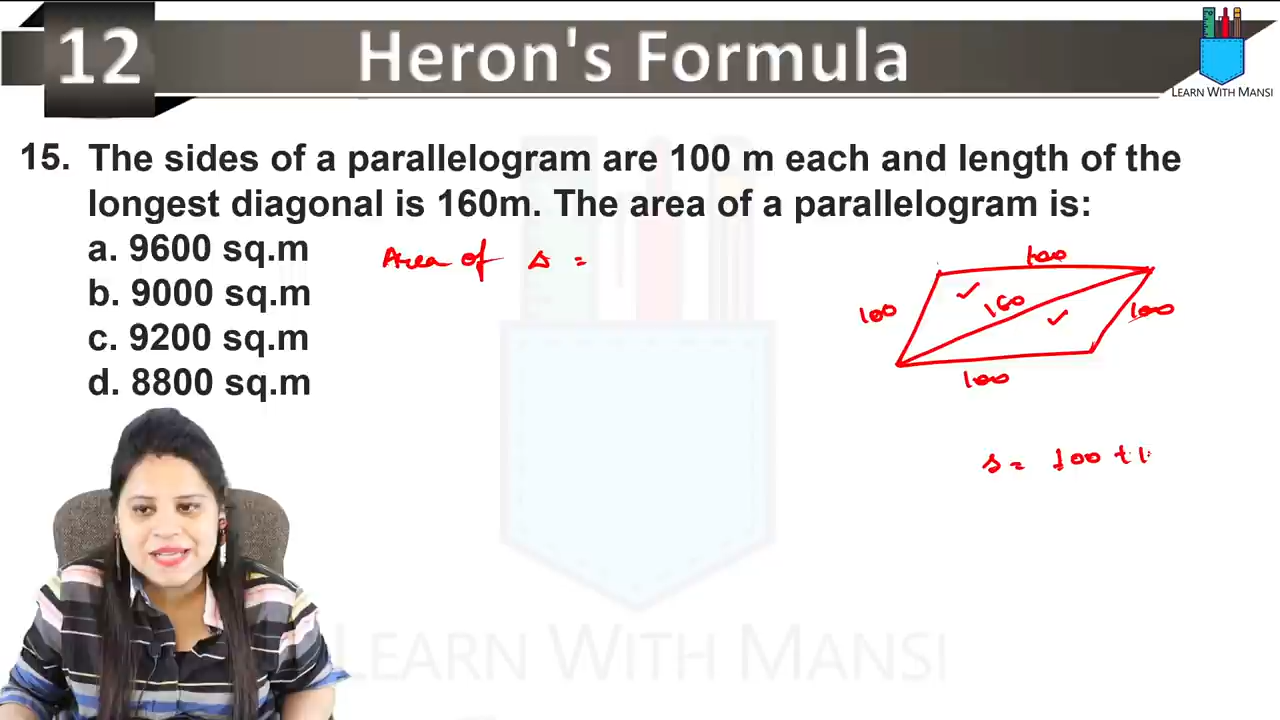 12 Heron's Formula
LEARN WITH MANSI
15. The sides of a parallelogram are 100 m each and length of the
longest diagonal is 160m. The area of a parallelogram is:
a. 9600 sq.m
Area of Δ =
b. 9000 sq.m
c. 9200 sq.m
d. 8800 sq.m
100
100
160
100
100
s = 100 + 1
LEARN WITH MANSI